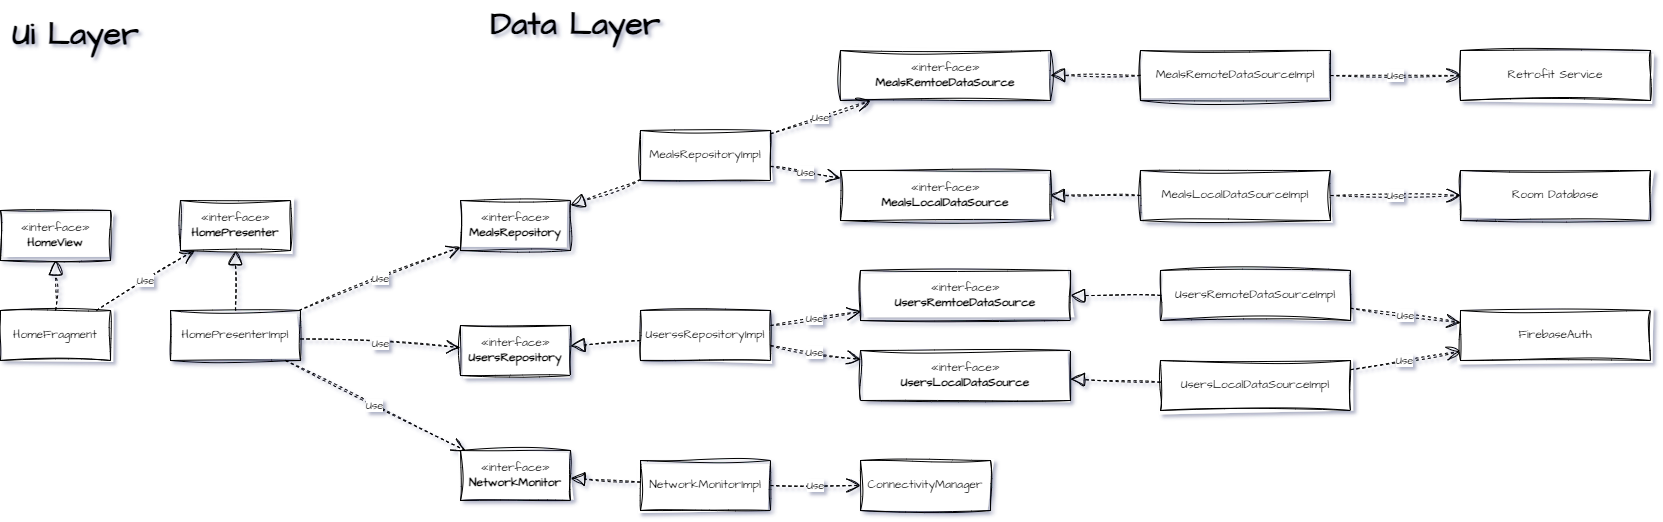 Ui Layer
Data Layer
«interface»
MealsRemtoeDataSource
MealsRemoteDataSourceImpl
Use
Retrofit Service
Use
MealsRepositoryImpl
Use
«interface»
MealsLocalDataSource
MealsLocalDataSourceImpl
Use
Room Database
«interface»
HomeView
«interface»
HomePresenter
«interface»
MealsRepository
Use
Use
«interface»
UsersRemtoeDataSource
UsersRemoteDataSourceImpl
Use
HomeFragment
HomePresenterImpl
Use
«interface»
UsersRepository
UserssRepositoryImpl
Use
Use
FirebaseAuth
«interface»
UsersLocalDataSource
UsersLocalDataSourceImpl
Use
Use
«interface»
NetworkMonitor
NetworkMonitorImpl
Use
ConnectivityManager